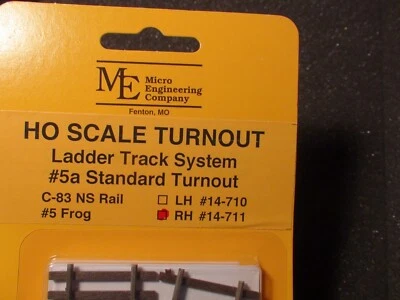 ME Micro
Engineering
Company
Fenton, MO
HO SCALE TURNOUT
Ladder Track System
#5a Standard Turnout
C-83 NS Rail LH #14-710
#5 Frog RH #14-711